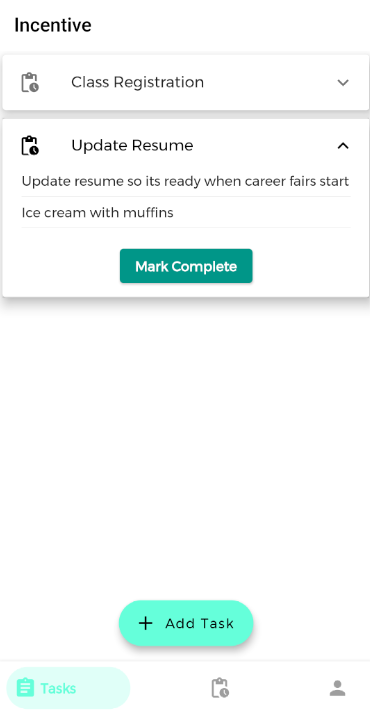 Incentive
Class Registration
Update Resume
Update resume so its ready when career fairs start
Ice cream with muffins
Mark Complete
+ Add Task
Tasks